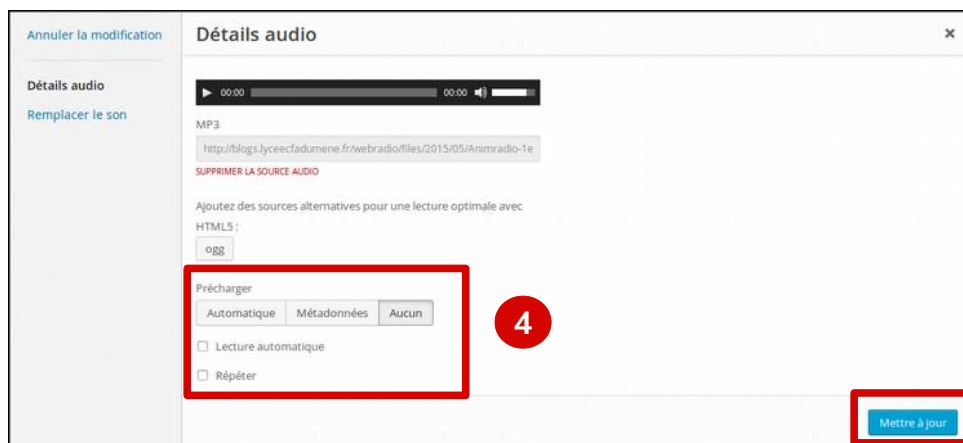 Annuler la modification
Détails audio
Remplacer le son
Détails audio
×
00:00 00:00
MP3
http://blogs.lyceecfadumene.fr/webradio/files/2015/05/Animradio-1e
SUPPRIMER LA SOURCE AUDIO
Ajoutez des sources alternatives pour une lecture optimale avec
HTML5 :
ogg
Précharger
Automatique Métadonnées Aucun
Lecture automatique
Répéter
4
Mettre à jour